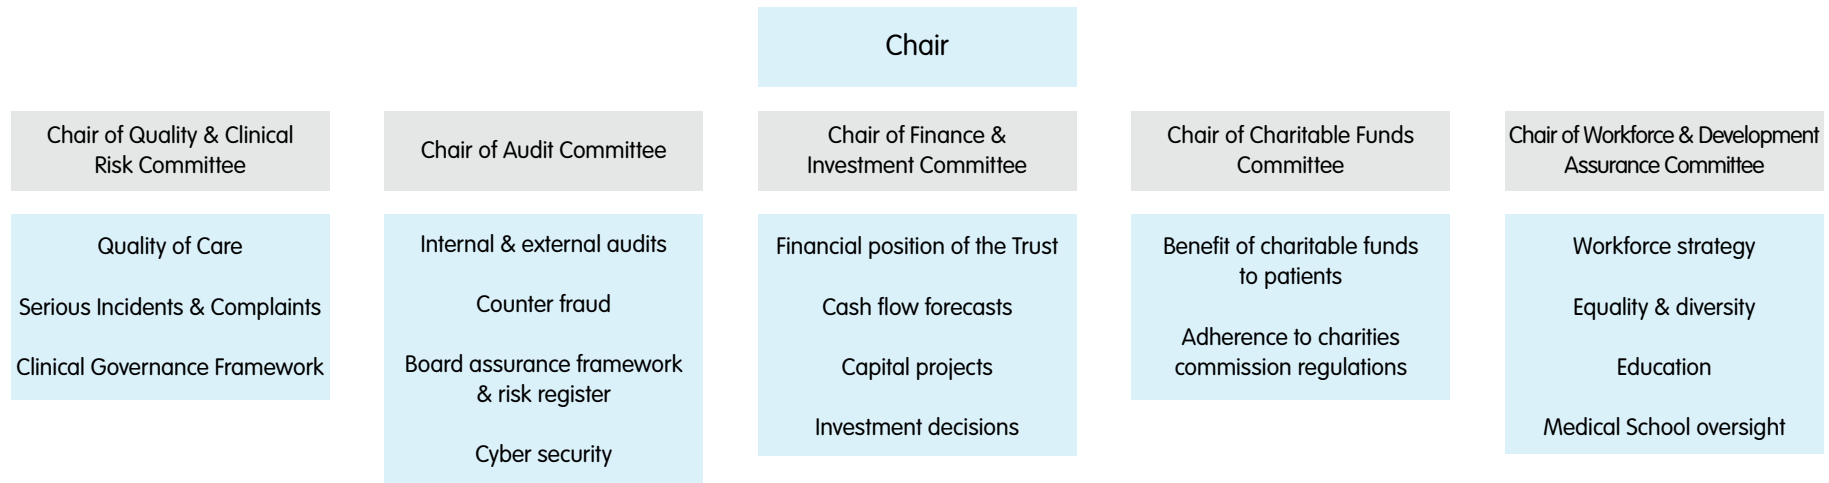 Chair
Chair of Quality & Clinical
Risk Committee
Quality of Care
Serious Incidents & Complaints
Clinical Governance Framework
Chair of Audit Committee
Internal & external audits
Counter fraud
Board assurance framework
& risk register
Cyber security
Chair of Finance &
Investment Committee
Financial position of the Trust
Cash flow forecasts
Capital projects
Investment decisions
Chair of Charitable Funds
Committee
Benefit of charitable funds
to patients
Adherence to charities
commission regulations
Chair of Workforce & Development
Assurance Committee
Workforce strategy
Equality & diversity
Education
Medical School oversight